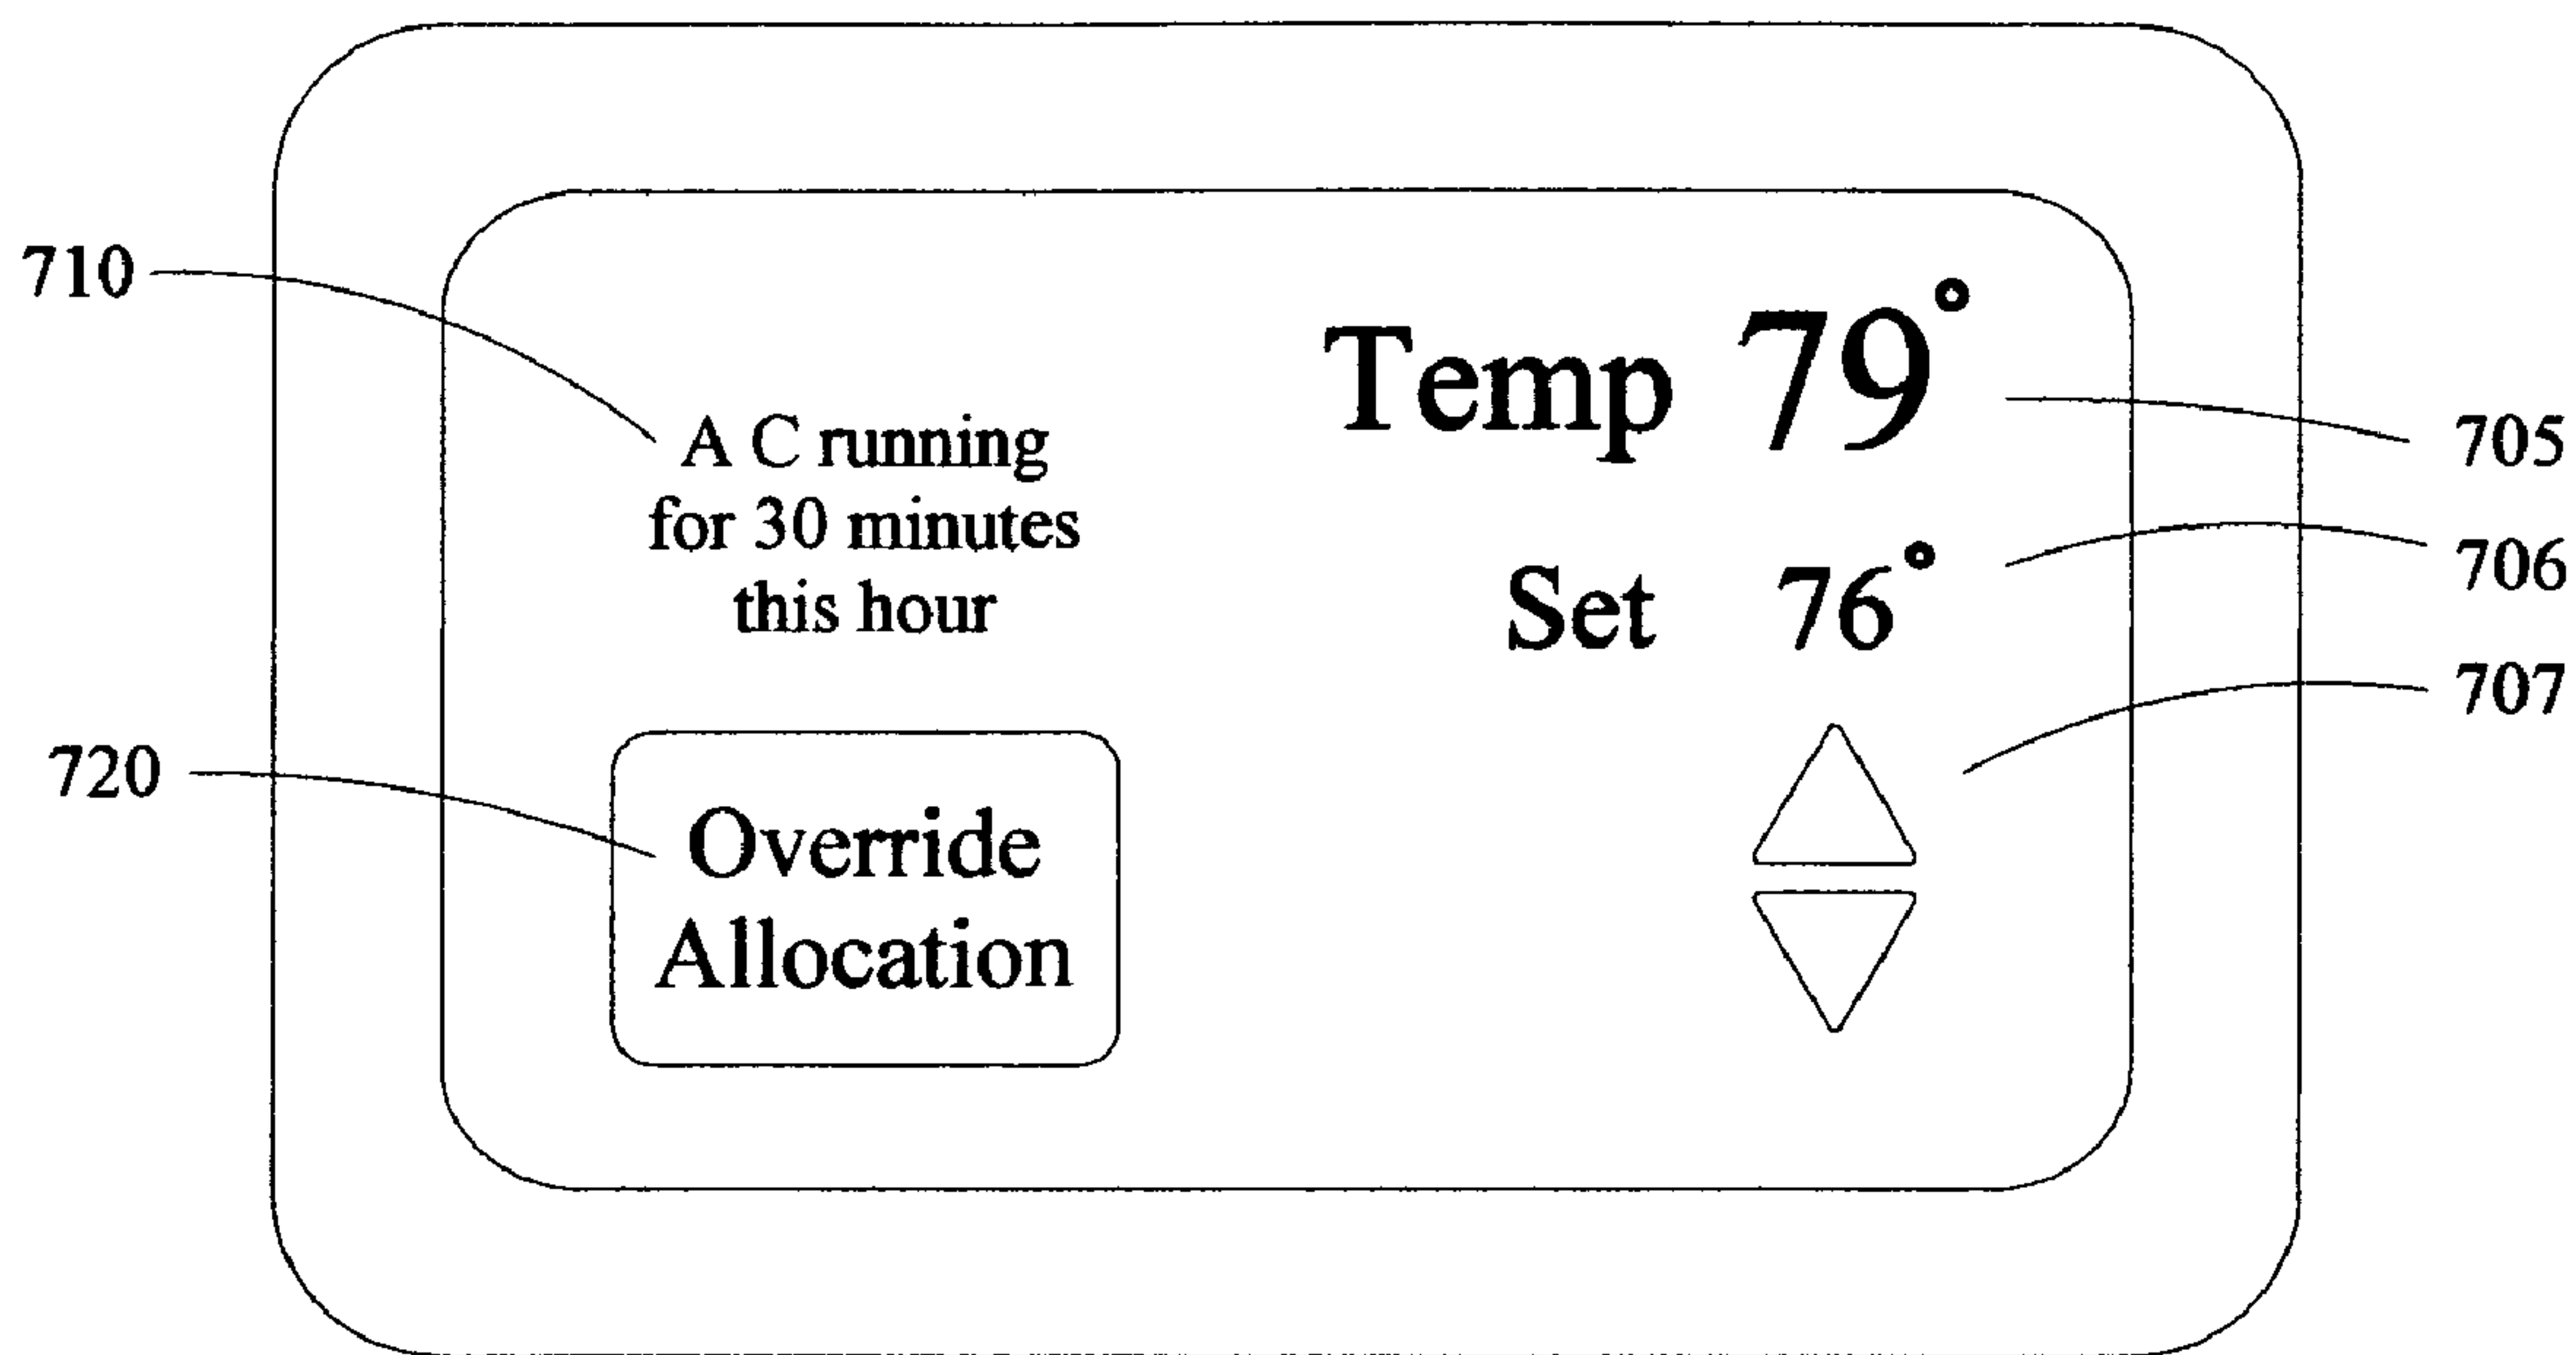 710
A C running
for 30 minutes
this hour
720
Override
Allocation
Temp 79°
705
Set 76°
706
707